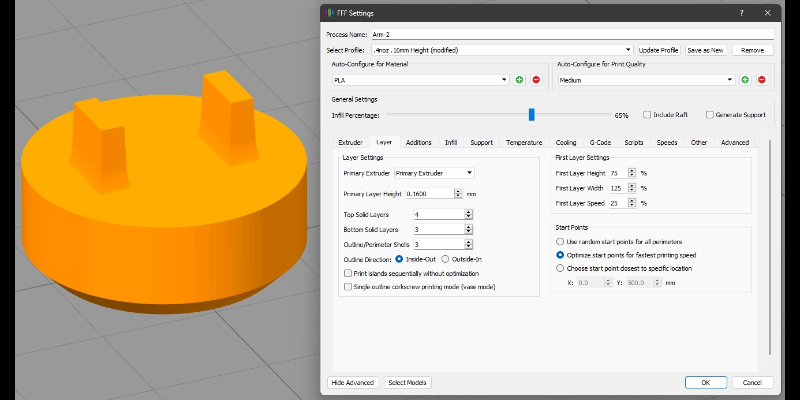 FFF Settings
Process Name: Arm-2
Select Profile: .4noz .16mm Height (modified) Update Profile Save as New Remove
Auto-Configure for Material Auto-Configure for Print Quality
PLA Medium
General Settings
Infill Percentage: 65% Include Raft Generate Support
Extruder Layer Additions Infill Support Temperature Cooling G-Code Scripts Speeds Other Advanced
Layer Settings
Primary Extruder Primary Extruder
Primary Layer Height 0.1600 mm
Top Solid Layers 4
Bottom Solid Layers 3
Outline/Perimeter Shells 3
Outline Direction: Inside-Out Outside-In
Print islands sequentially without optimization
Single outline corkscrew printing mode (vase mode)
First Layer Settings
First Layer Height 75 %
First Layer Width 125 %
First Layer Speed 25 %
Start Points
Use random start points for all perimeters
Optimize start points for fastest printing speed
Choose start point closest to specific location
X: 0.0 Y: 500.0 mm
Hide Advanced Select Models OK Cancel